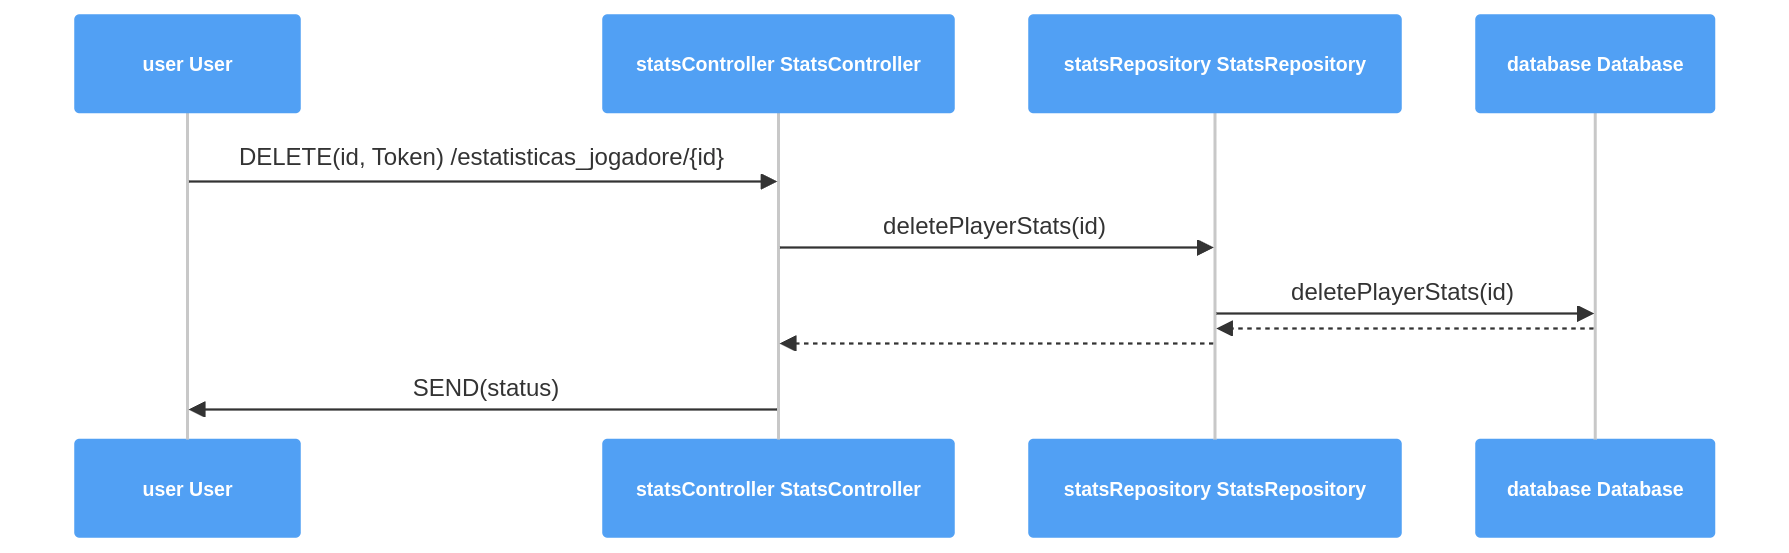 user User
statsController StatsController
statsRepository StatsRepository
database Database
DELETE(id, Token) /estatisticas_jogadore/{id}
deletePlayerStats(id)
deletePlayerStats(id)
SEND(status)
user User
statsController StatsController
statsRepository StatsRepository
database Database